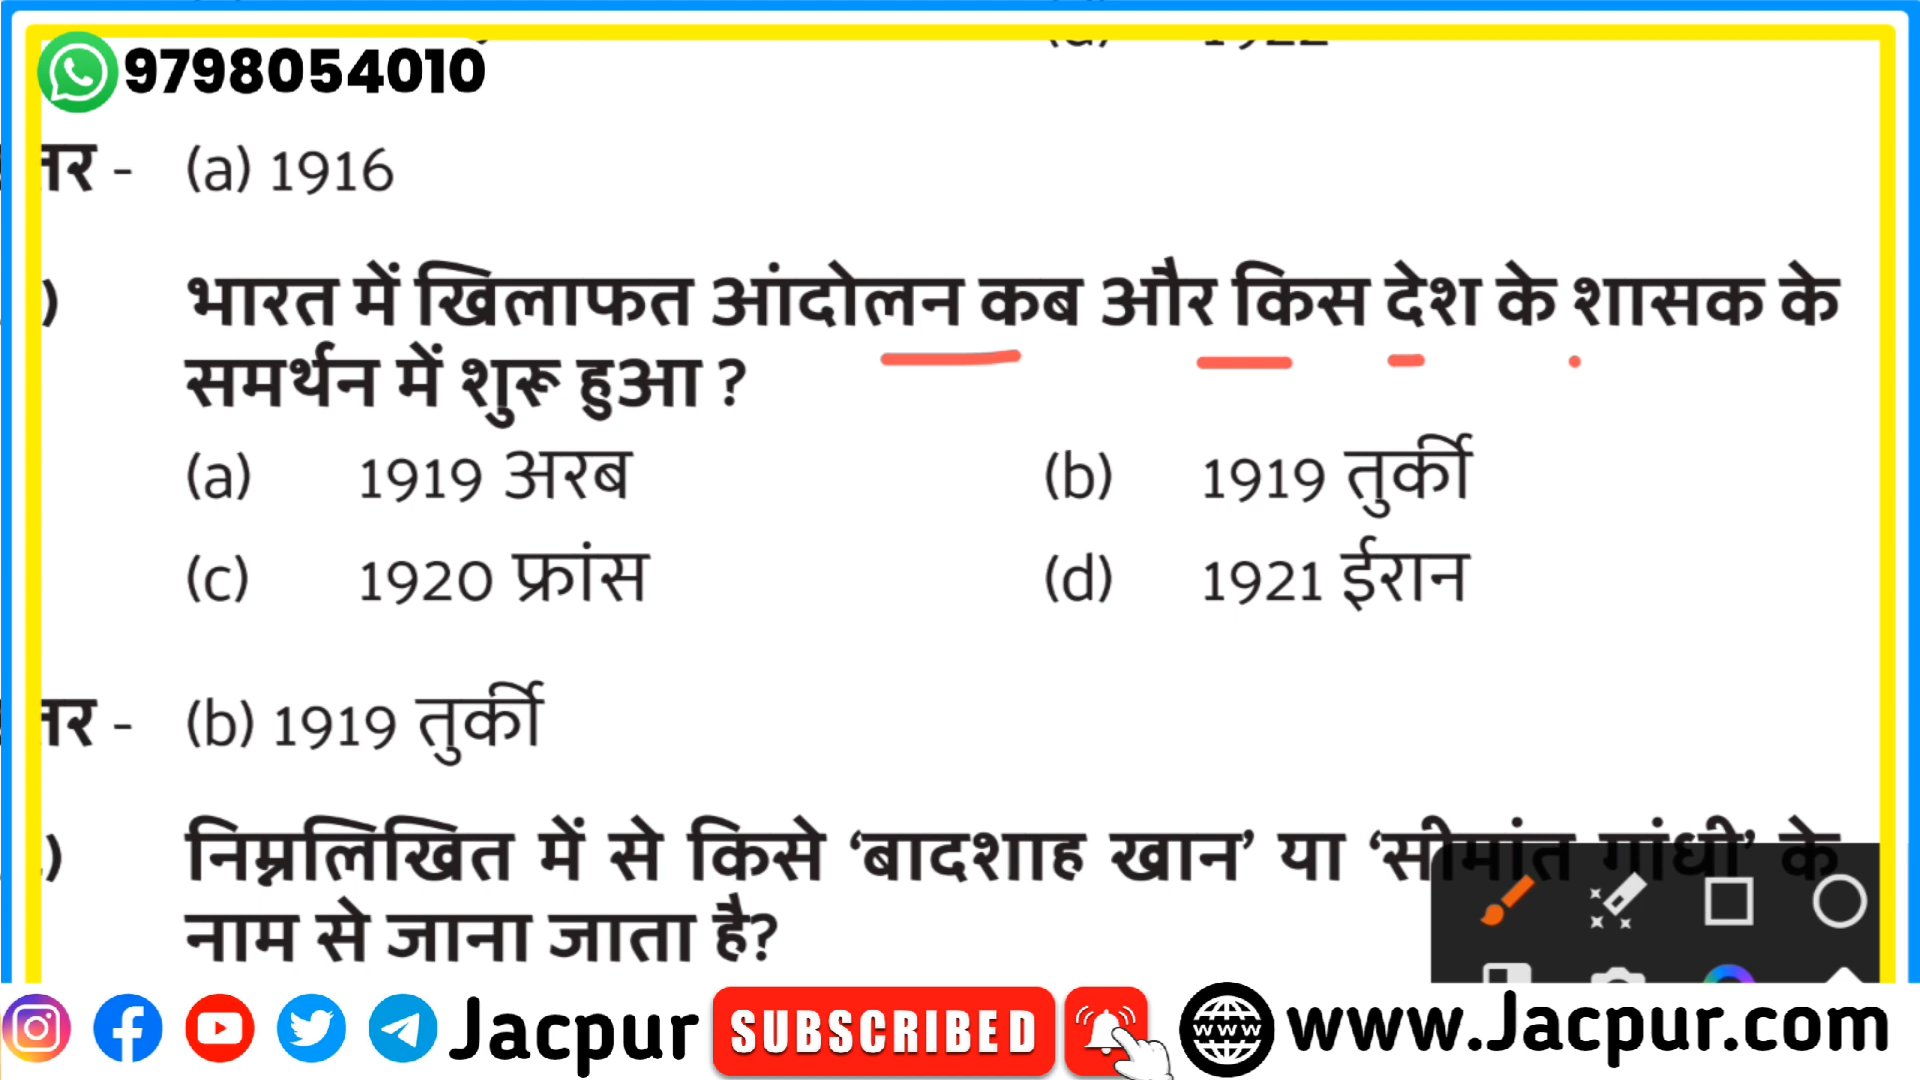 9798054010
(a) 1916
भारत में खिलाफत आंदोलन कब और किस देश के शासक के
समर्थन में शुरू हुआ ?
(a) 1919 अरब (b) 1919 तुर्की
(c) 1920 फ्रांस (d) 1921 ईरान
(b) 1919 तुर्की
निम्नलिखित में से किसे ‘बादशाह खान’ या ‘सीमांत गांधी’ के
नाम से जाना जाता है?
Jacpur SUBSCRIBED www www.Jacpur.com